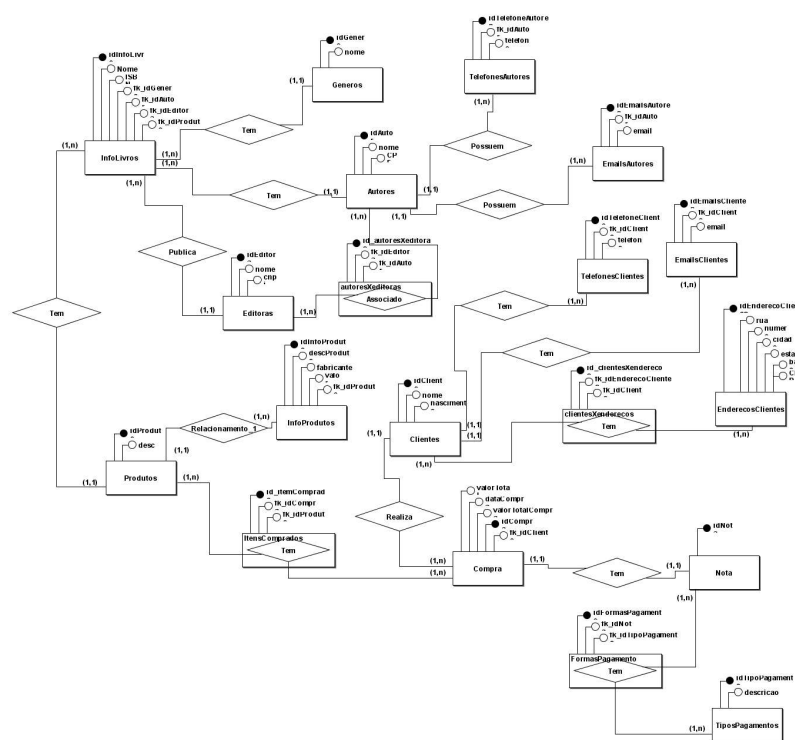 idTelefoneAutore
fk_idAuto
telefon
TelefonesAutores
(1,n)
idGener
nome
Generos
(1,1)
idInfoLivr
Nome
ISB
fk_idGener
fk_idAuto
fk_idEditor
fk_idProdut
InfoLivros
(1,n)
(1,n)
(1,n)
(1,n)
Tem
idEmailsAutore
fk_idAuto
email
EmailsAutores
(1,n)
idAuto
nome
CP
Autores
(1,1)
(1,1)
(1,1)
Possuem
Possuem
Tem
idTelefoneClient
fk_idClient
telefon
TelefonesClientes
(1,n)
idEmailsCliente
fk_idClient
email
EmailsClientes
(1,n)
Publica
idEditor
nome
cnp
Editoras
(1,1)
(1,n)
id_autoresXeditora
fk_idEditor
fk_idAuto
autoresXeditoras
Associado
Tem
Tem
Tem
idEnderecoClie
rua
numer
cidad
esta
ba
EnderecosClientes
(1,n)
idInfoProdut
descProdut
fabricante
valo
fk_idProdut
InfoProdutos
(1,n)
Relacionamento_1
idClient
nome
nasciment
Clientes
(1,1)
(1,1)
(1,1)
(1,n)
id_clientesXendereco
fk_idEnderecoCliente
fk_idClient
clientesXenderecos
Tem
idProdut
desc
Produtos
(1,1)
(1,1)
(1,n)
id_itemComprad
fk_idCompr
fk_idProdut
ItensComprados
Tem
Realiza
valorTota
dataCompr
valorTotalCompr
idCompr
fk_idClient
Compra
(1,n)
(1,n)
(1,1)
Tem
idNot
Nota
(1,1)
(1,n)
idFormasPagament
fk_idNot
fk_idTipoPagament
FormasPagamento
Tem
idTipoPagament
descricao
TiposPagamentos
(1,n)